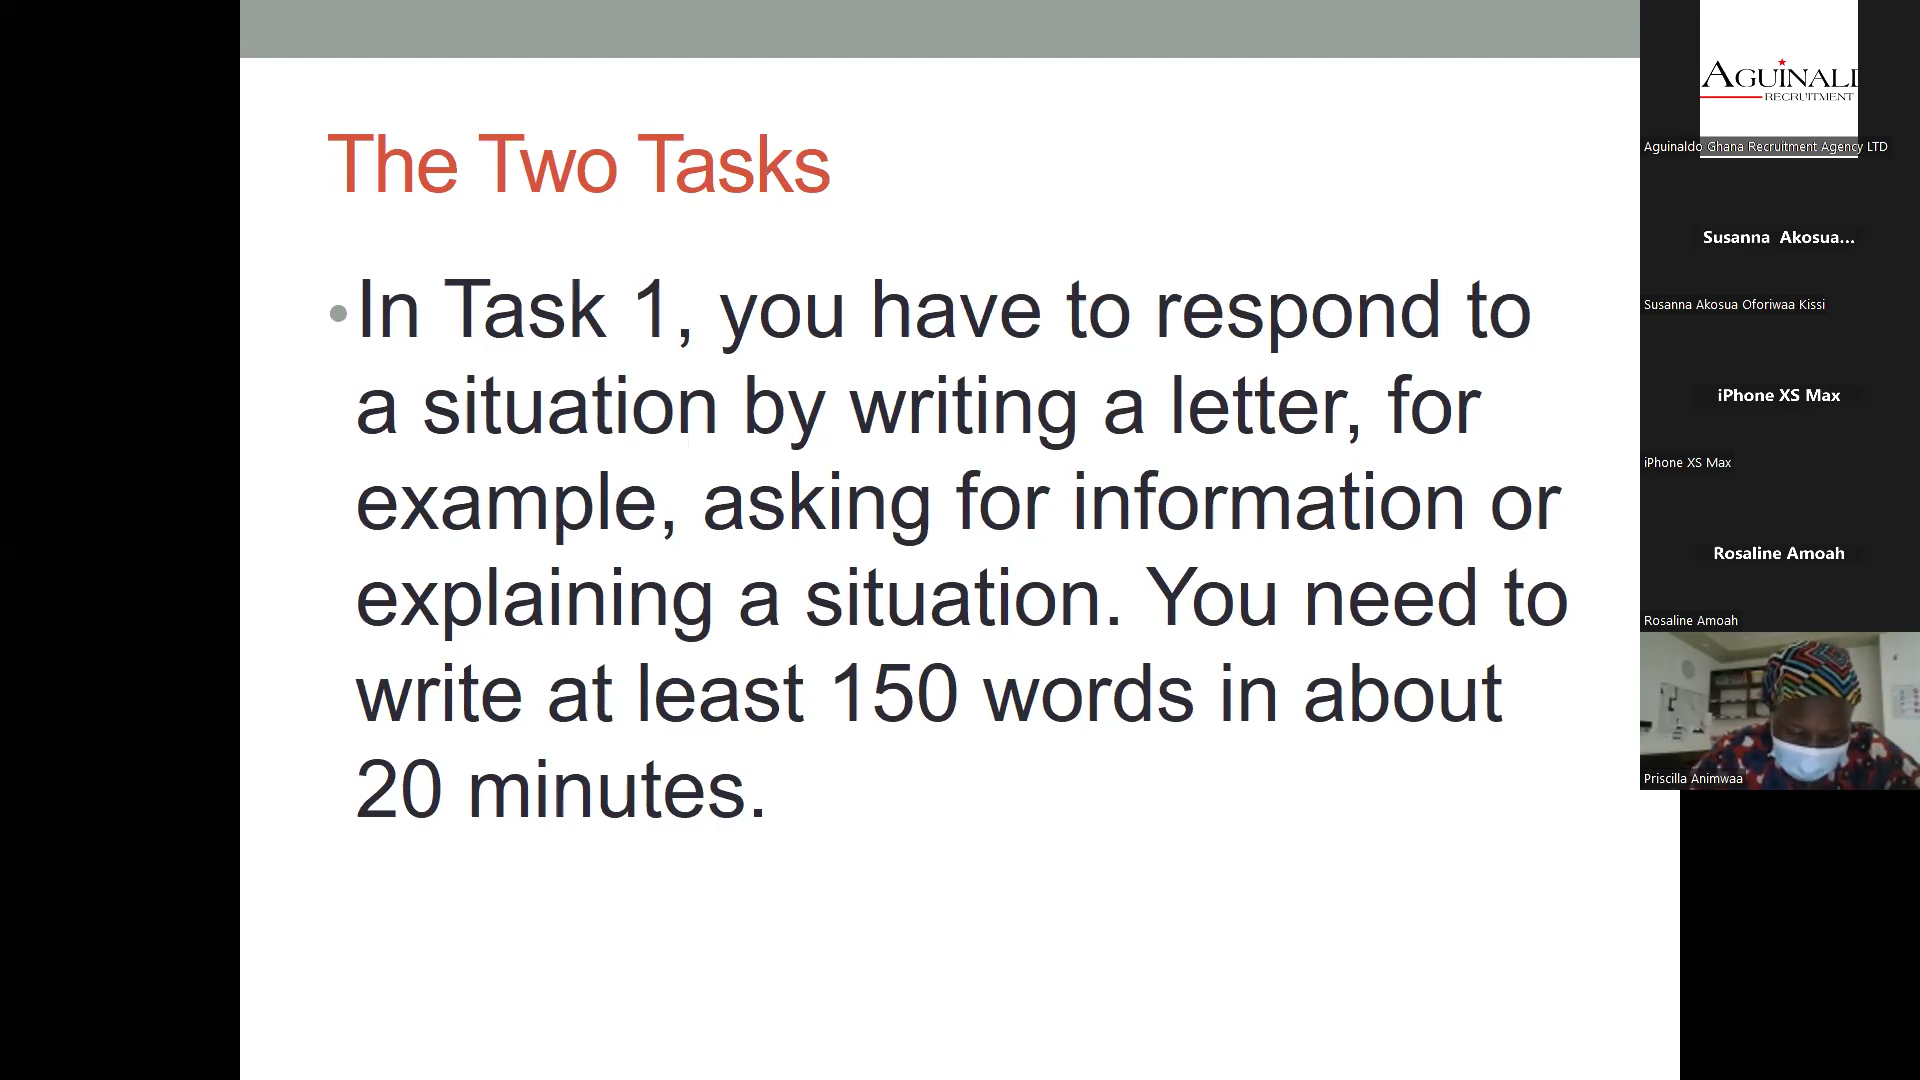 The Two Tasks
•In Task 1, you have to respond to
a situation by writing a letter, for
example, asking for information or
explaining a situation. You need to
write at least 150 words in about
20 minutes.
AGUINALI
RECRUITMENT
Aguinaldo Ghana Recruitment Agency LTD
Susanna Akosua...
Susanna Akosua Oforiwaa Kissi
iPhone XS Max
iPhone XS Max
Rosaline Amoah
Rosaline Amoah
Priscilla Animwaa